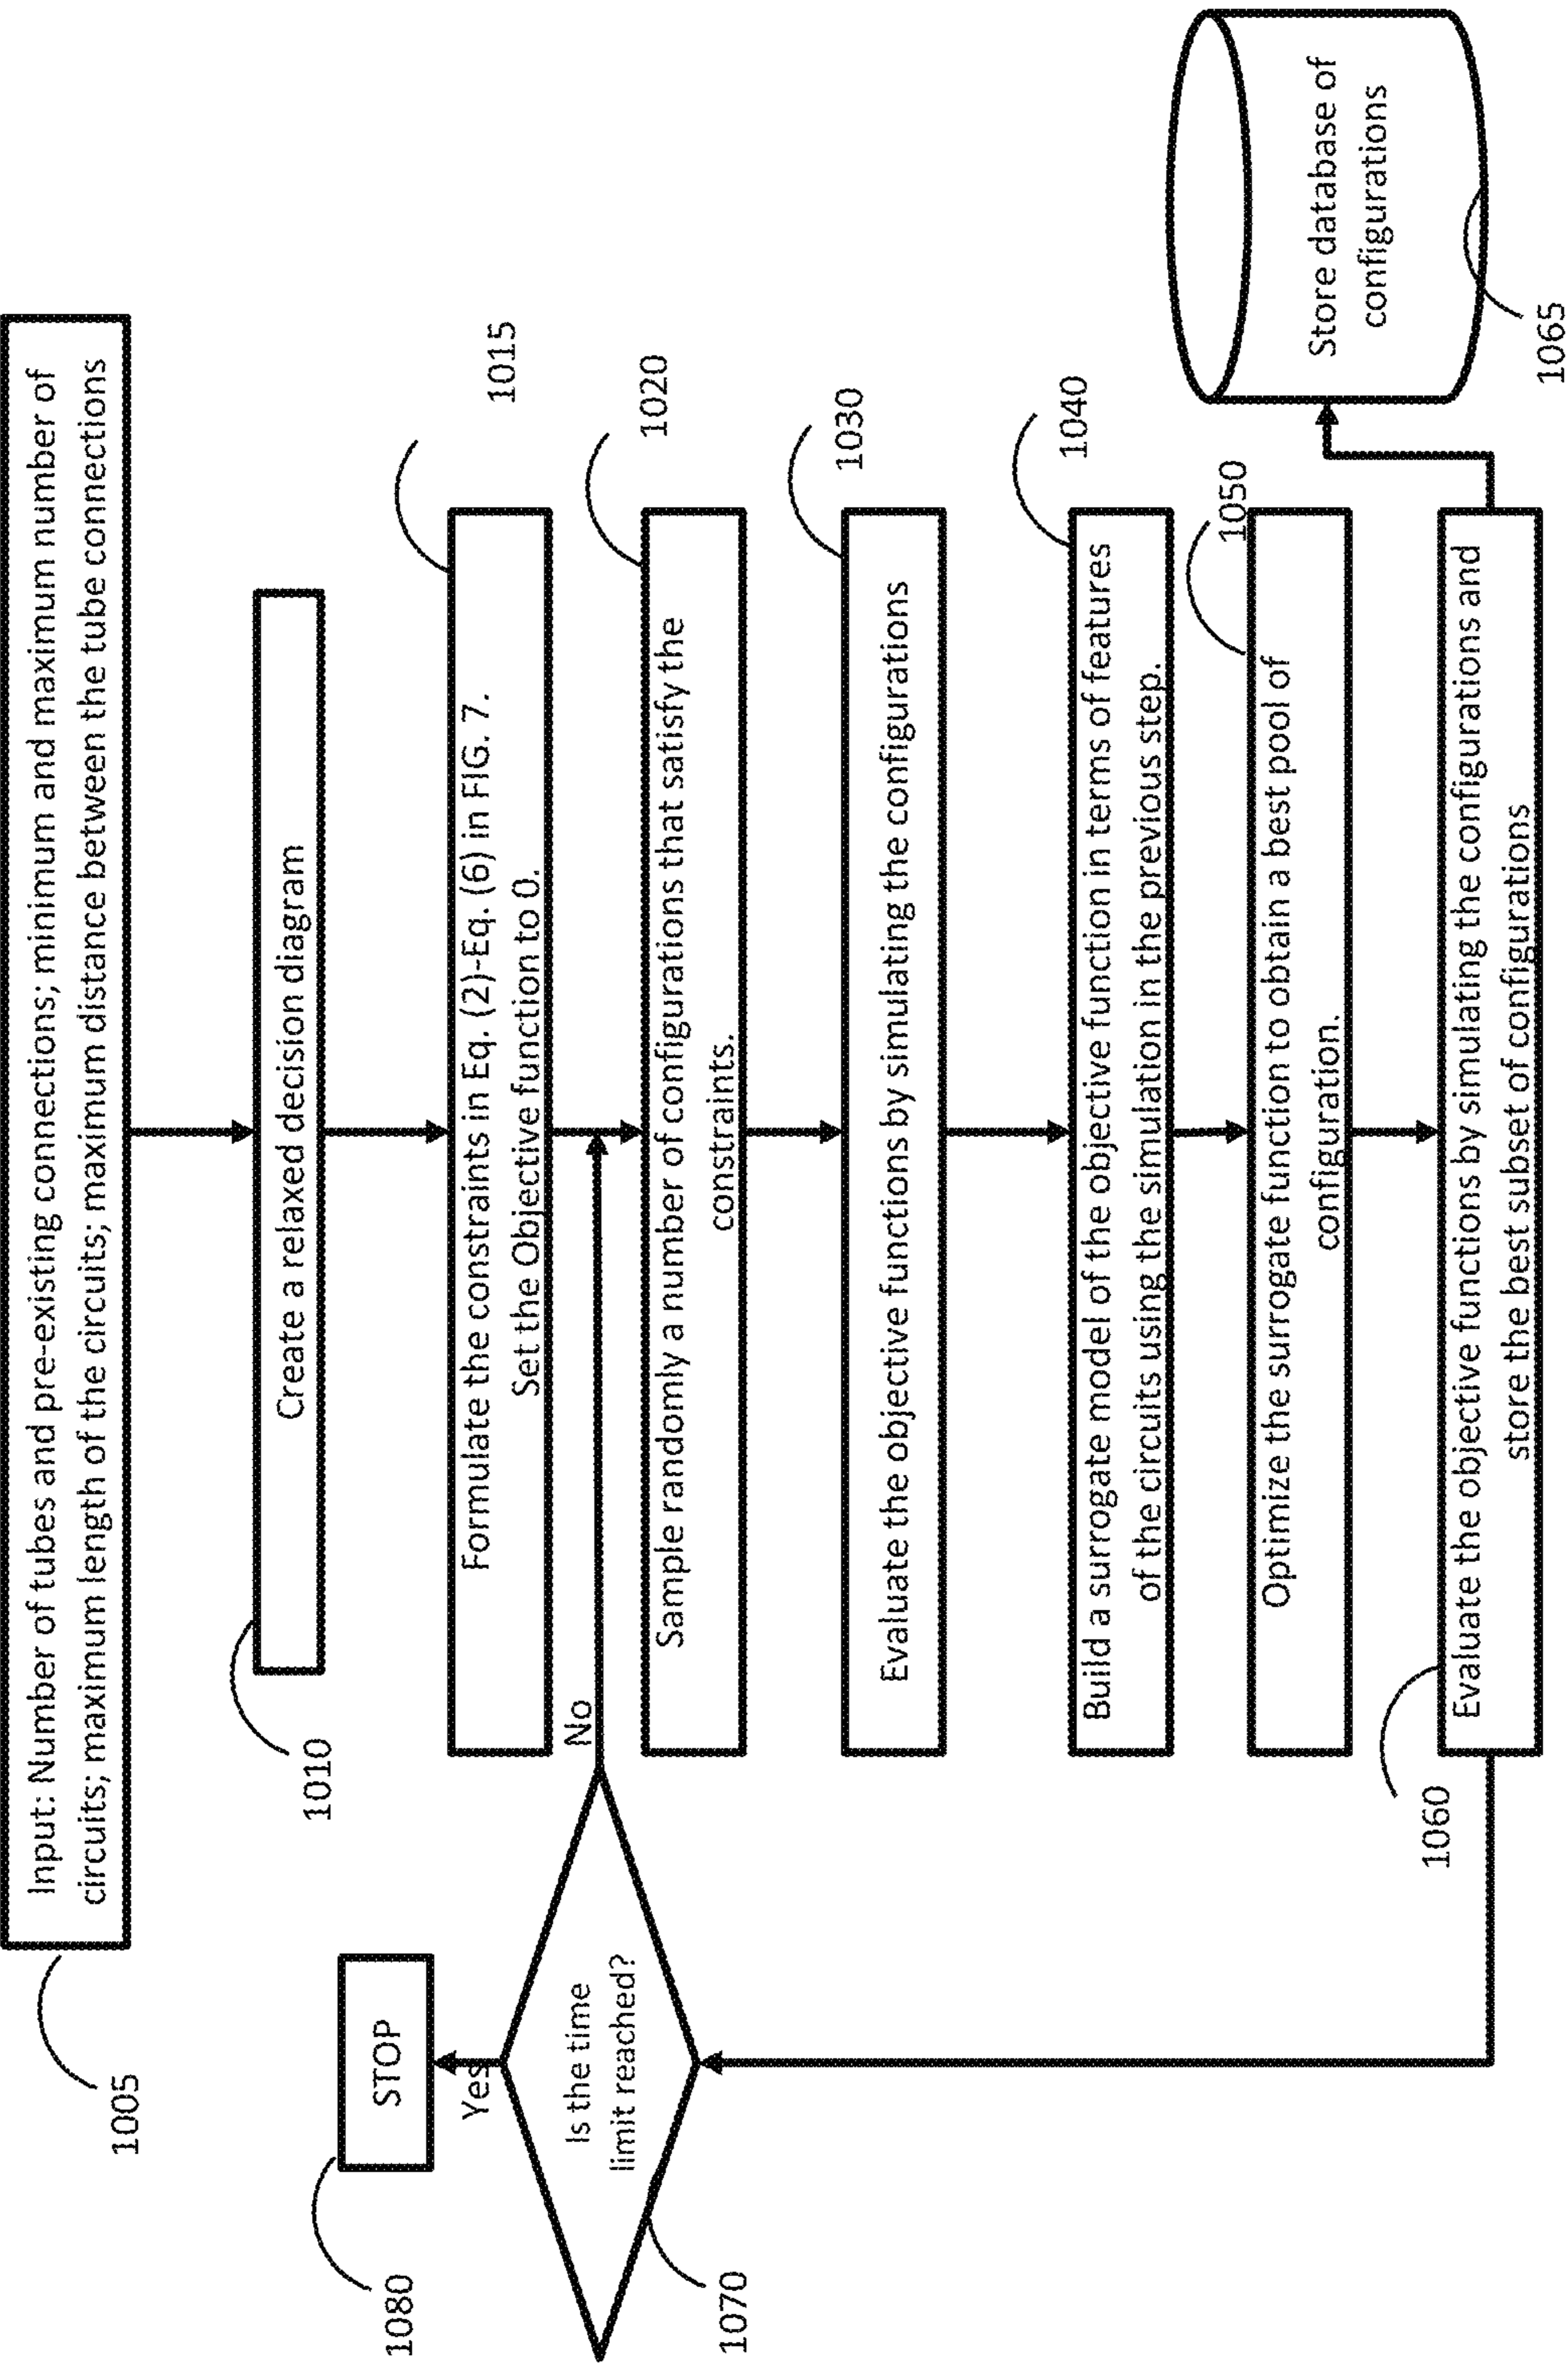 Input: Number of tubes and pre-existing connections; minimum and maximum number of
circuits; maximum length of the circuits; maximum distance between the tube connections
1005
Create a relaxed decision diagram
1010
Formulate the constraints in Eq. (2)-Eq. (6) in FIG. 7.
Set the Objective function to 0.
1015
Sample randomly a number of configurations that satisfy the
constraints.
1020
Evaluate the objective functions by simulating the configurations
1030
Build a surrogate model of the objective function in terms of features
of the circuits using the simulation in the previous step.
1040
Optimize the surrogate function to obtain a best pool of
configuration.
1050
Evaluate the objective functions by simulating the configurations and
store the best subset of configurations
1060
Store database of
configurations
1065
Is the time
limit reached?
1070
No
Yes
STOP
1080